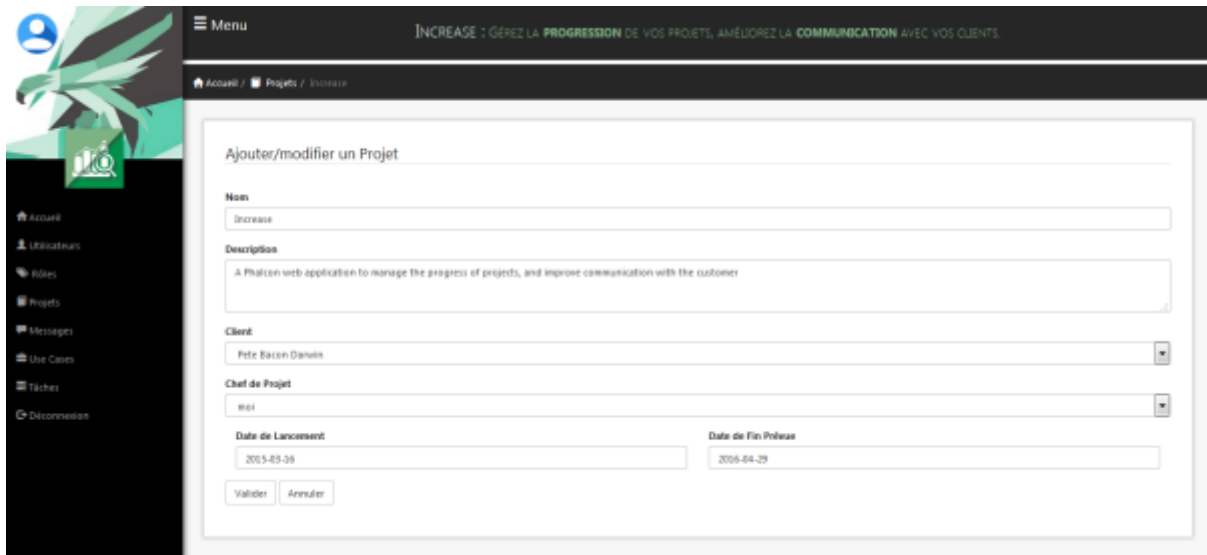 Menu
INCREASE : GÉREZ LA PROGRESSION DE VOS PROJETS, AMÉLIOREZ LA COMMUNICATION AVEC VOS CLIENTS.
Accueil / Projets / Increase
Accueil
Utilisateurs
Rôles
Projets
Messages
Use Cases
Tâches
Déconnexion
Ajouter/modifier un Projet
Nom
Increase
Description
A Phalcon web application to manage the progress of projects, and improve communication with the customer
Client
Pete Bacon Darwin
Chef de Projet
moi
Date de Lancement
Date de Fin Prévue
2015-03-16
2016-04-29
Valider
Annuler